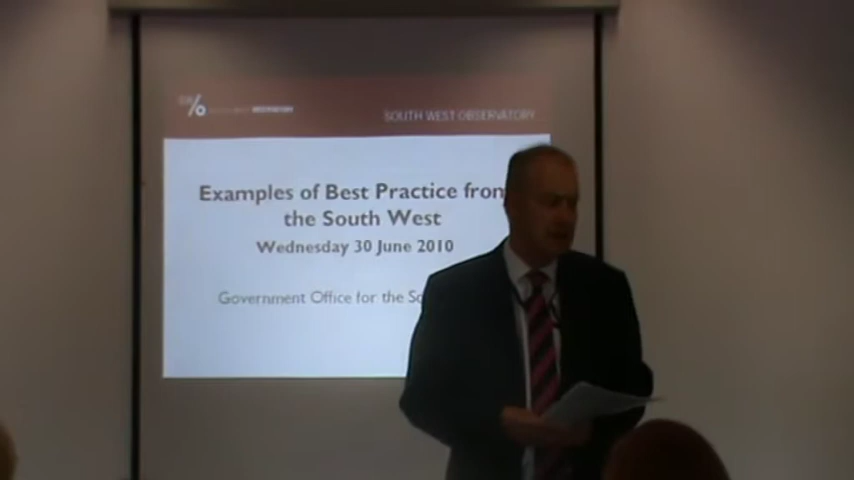 SOUTH WEST OBSERVATORY
Examples of Best Practice from
the South West
Wednesday 30 June 2010
Government Office for the So